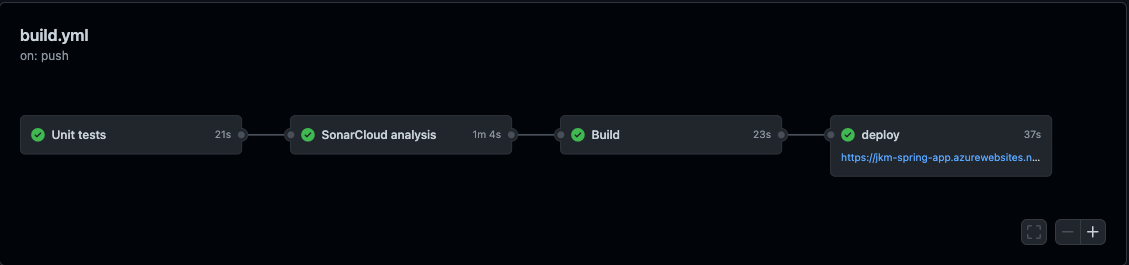 build.yml
on: push
Unit tests 21s
SonarCloud analysis 1m 4s
Build 23s
deploy 37s
https://jkm-spring-app.azurewebsites.n...